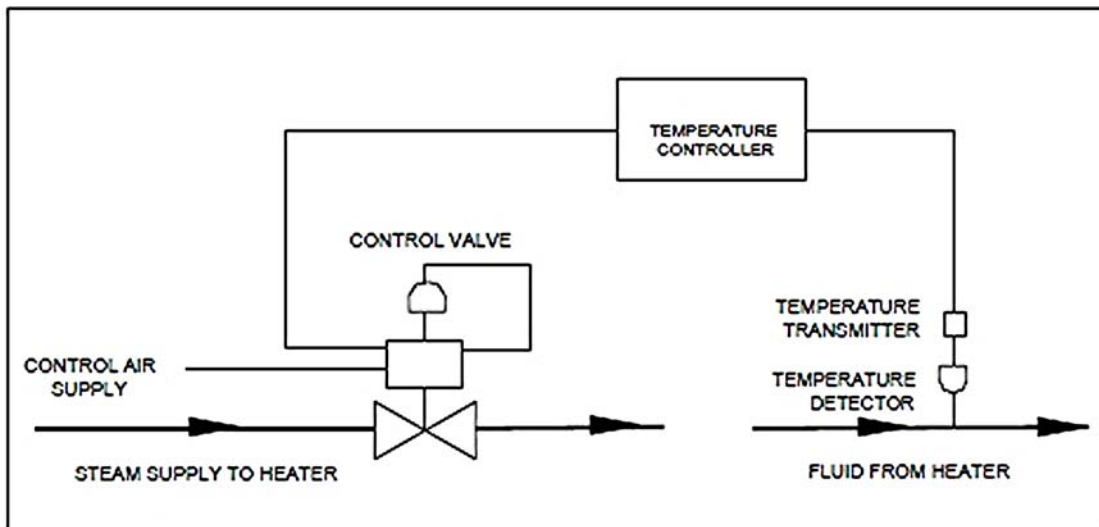 TEMPERATURE
CONTROLLER
CONTROL VALVE
TEMPERATURE
TRANSMITTER
CONTROL AIR
SUPPLY
TEMPERATURE
DETECTOR
STEAM SUPPLY TO HEATER
FLUID FROM HEATER